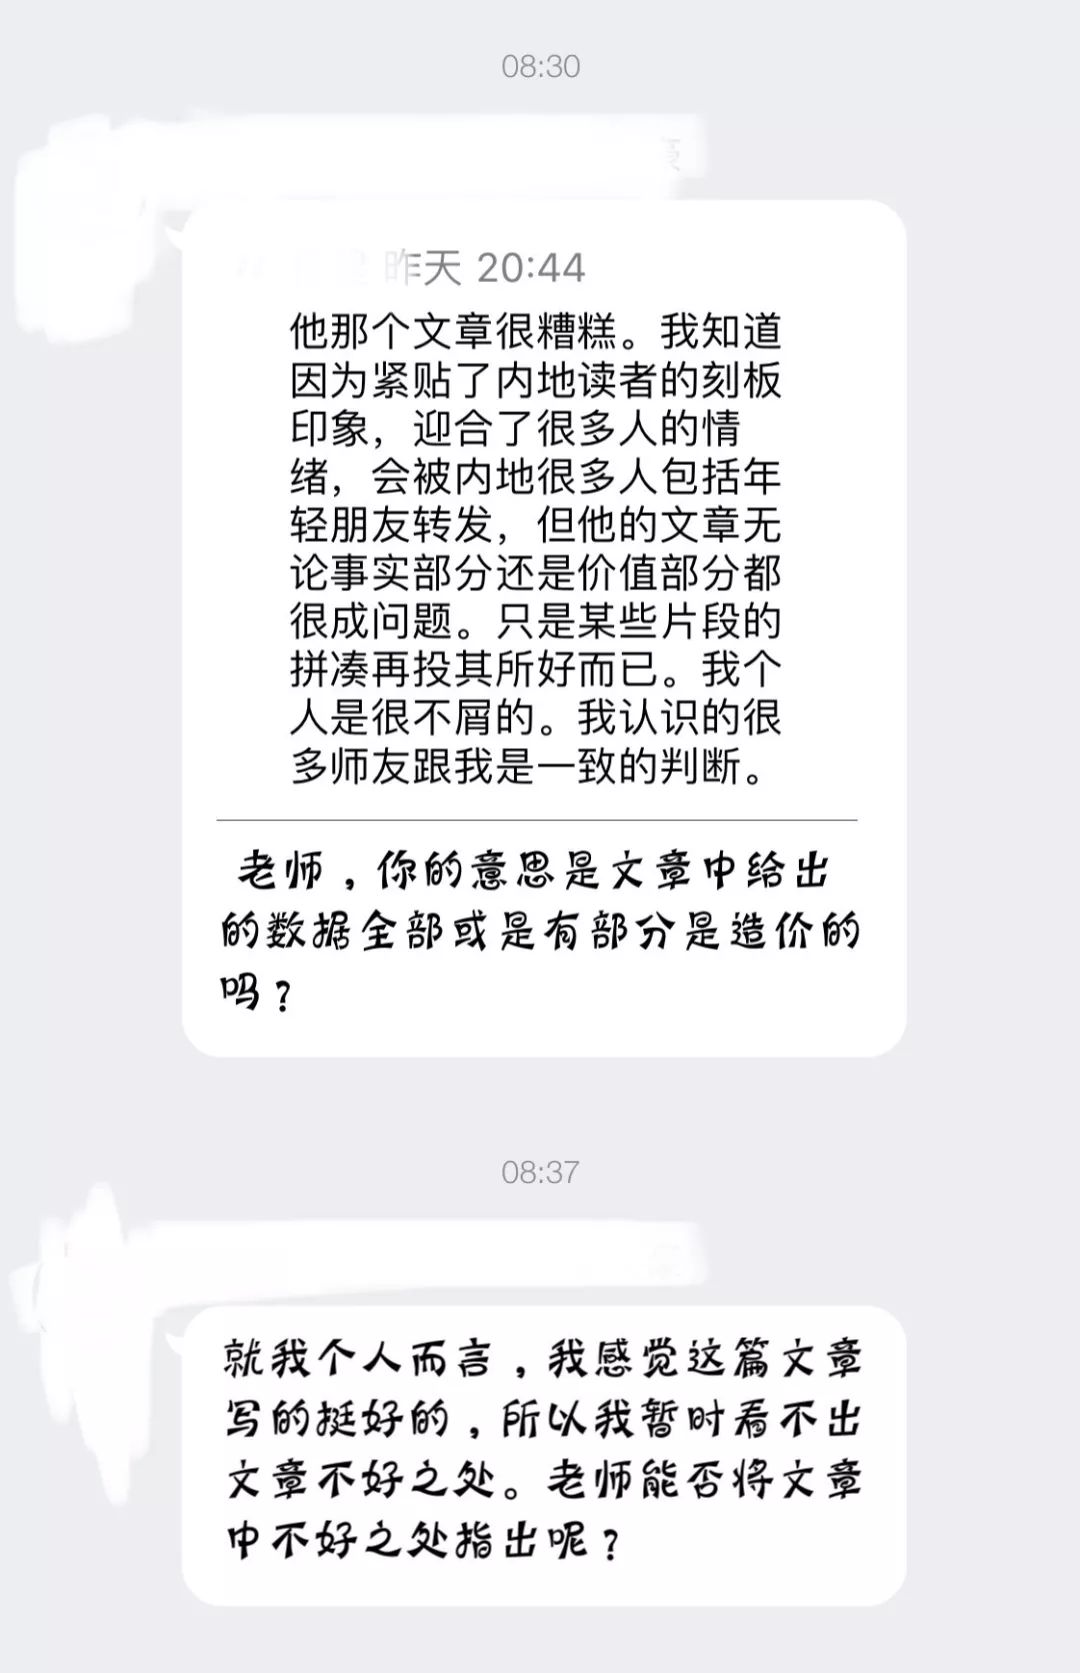 08:30
昨天 20:44
他那个文章很糟糕。我知道
因为紧贴了内地读者的刻板
印象，迎合了很多人的情
绪，会被内地很多人包括年
轻朋友转发，但他的文章无
论事实部分还是价值部分都
很成问题。只是某些片段的
拼凑再投其所好而已。我个
人是很不屑的。我认识的很
多师友跟我是一致的判断。
老师，你的意思是文章中给出
的数据全部或是有部分是造价的
吗？
08:37
就我个人而言，我感觉这篇文章
写的挺好的，所以我暂时看不出
文章不好之处。老师能否将文章
中不好之处指出呢？